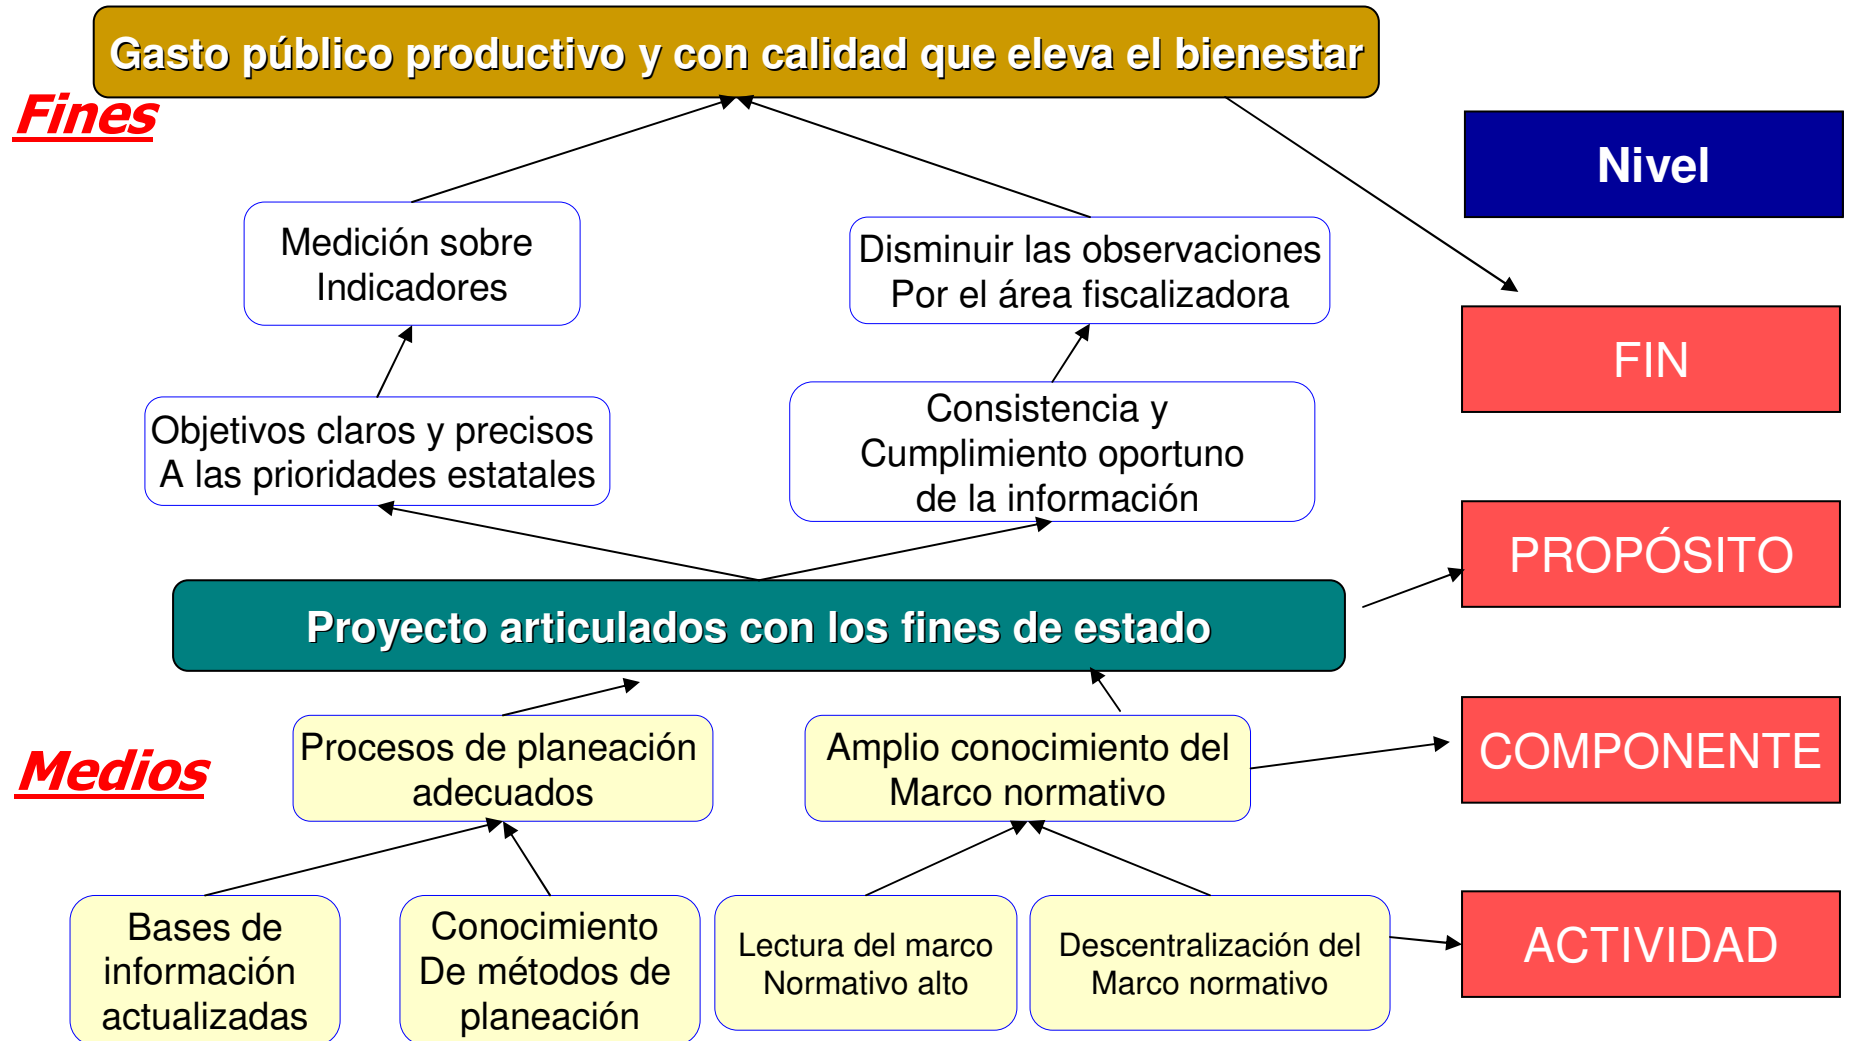 Gasto público productivo y con calidad que eleva el bienestar
Fines
Nivel
Medición sobre
Indicadores
Disminuir las observaciones
Por el área fiscalizadora
FIN
Objetivos claros y precisos
A las prioridades estatales
Consistencia y
Cumplimiento oportuno
de la información
PROPÓSITO
Proyecto articulados con los fines de estado
Medios
Procesos de planeación
adecuados
Amplio conocimiento del
Marco normativo
COMPONENTE
Bases de
información
actualizadas
Conocimiento
De métodos de
planeación
Lectura del marco
Normativo alto
Descentralización del
Marco normativo
ACTIVIDAD